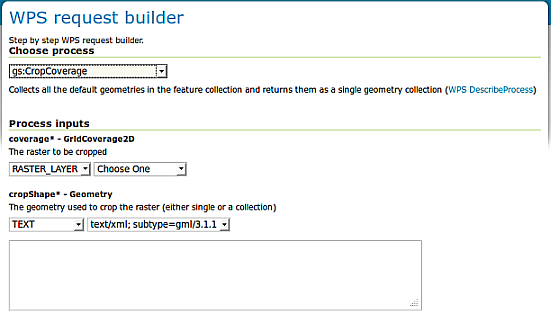 WPS request builder
Step by step WPS request builder.
Choose process
gs:CropCoverage
Collects all the default geometries in the feature collection and returns them as a single geometry collection (WPS DescribeProcess)
Process inputs
coverage* - GridCoverage2D
The raster to be cropped
RASTER_LAYER Choose One
cropShape* - Geometry
The geometry used to crop the raster (either single or a collection)
TEXT text/xml; subtype=gml/3.1.1